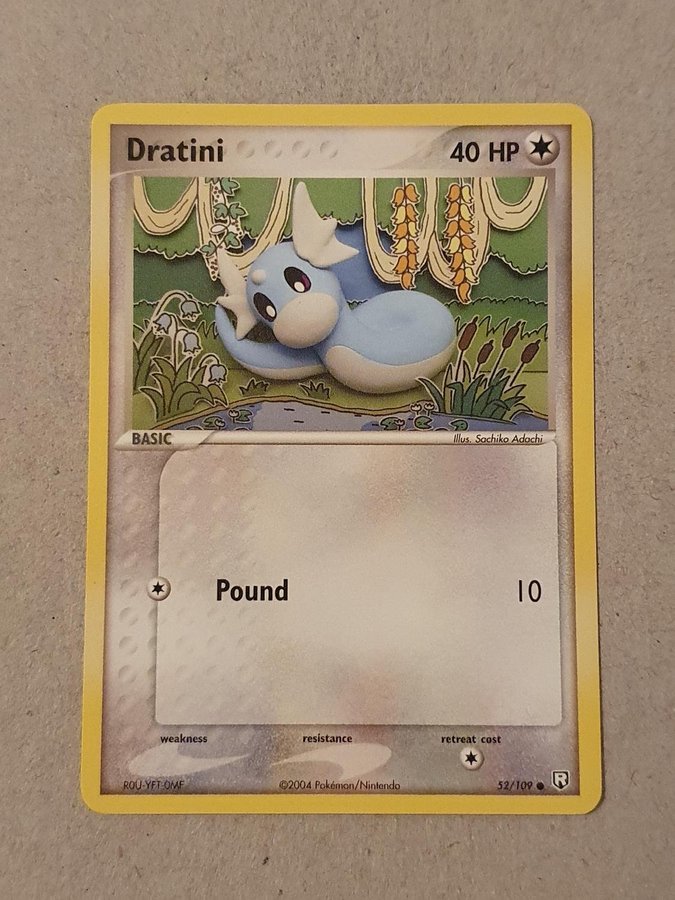 Dratini 40 HP
BASIC Illus. Sachiko Adachi
Pound 10
weakness resistance retreat cost
R0U-YFT-0MF ©2004 Pokémon/Nintendo 52/109 R